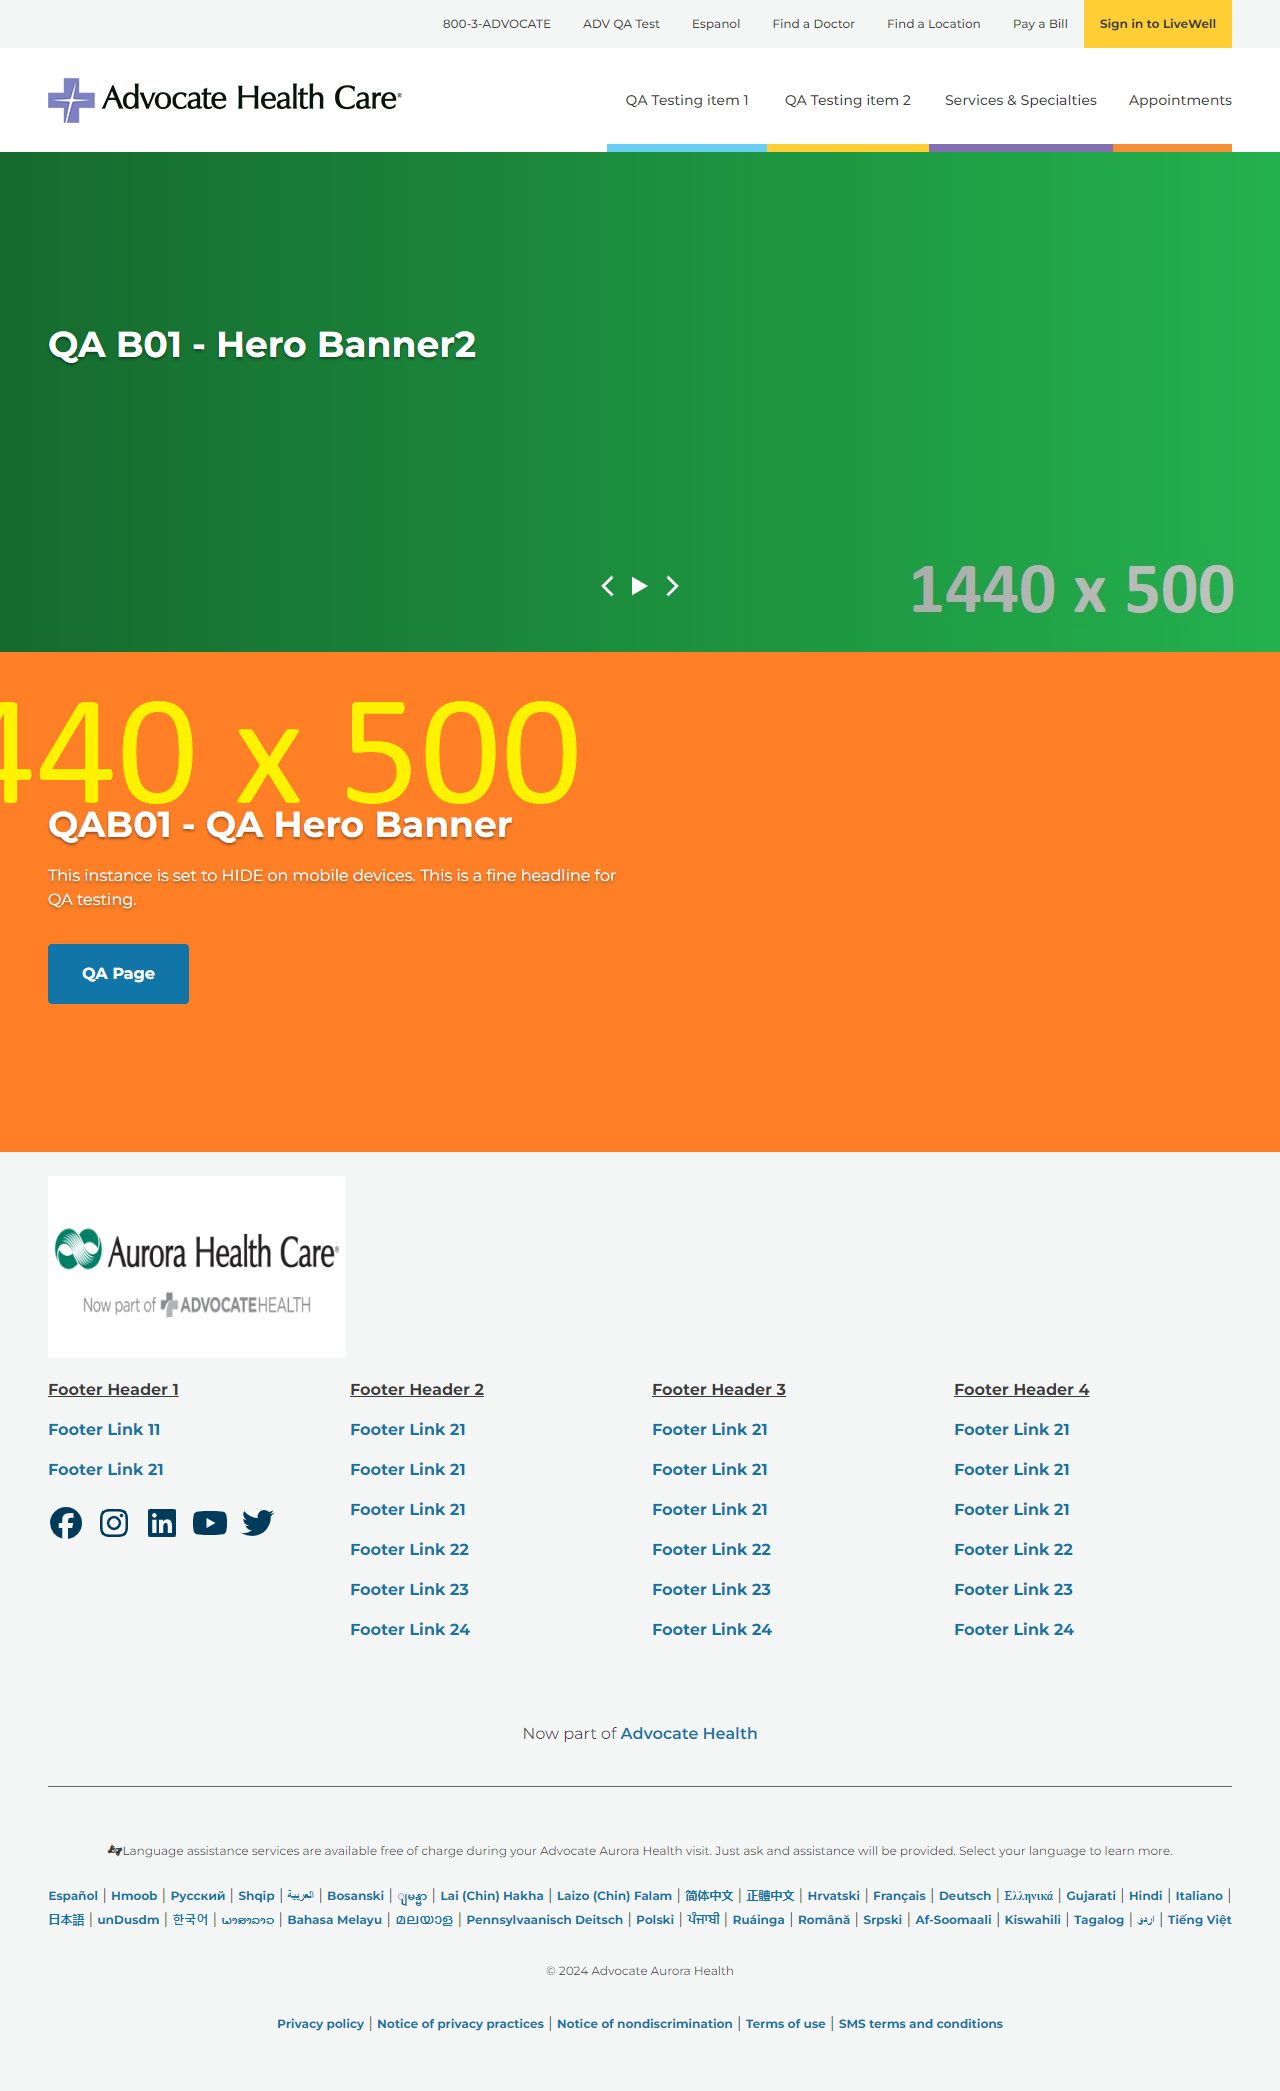 800-3-ADVOCATE ADV QA Test Espanol Find a Doctor Find a Location Pay a Bill Sign in to LiveWell
Advocate Health Care®
QA Testing item 1 QA Testing item 2 Services & Specialties Appointments
QA B01 - Hero Banner2
1440 x 500
440 x 500
QAB01 - QA Hero Banner
This instance is set to HIDE on mobile devices. This is a fine headline for
QA testing.
QA Page
Aurora Health Care®
Now part of ADVOCATEHEALTH
Footer Header 1
Footer Link 11
Footer Link 21
Footer Header 2
Footer Link 21
Footer Link 21
Footer Link 21
Footer Link 22
Footer Link 23
Footer Link 24
Footer Header 3
Footer Link 21
Footer Link 21
Footer Link 21
Footer Link 22
Footer Link 23
Footer Link 24
Footer Header 4
Footer Link 21
Footer Link 21
Footer Link 21
Footer Link 22
Footer Link 23
Footer Link 24
Now part of Advocate Health
Language assistance services are available free of charge during your Advocate Aurora Health visit. Just ask and assistance will be provided. Select your language to learn more.
Español | Hmoob | Русский | Shqip | العربية | Bosanski | ျမန္မာ | Lai (Chin) Hakha | Laizo (Chin) Falam | 简体中文 | 正體中文 | Hrvatski | Français | Deutsch | Ελληνικά | Gujarati | Hindi | Italiano |
日本語 | unDusdm | 한국어 | ພາສາລາວ | Bahasa Melayu | മലയാള | Pennsylvaanisch Deitsch | Polski | ਪੰਜਾਬੀ | Ruáinga | Română | Srpski | Af-Soomaali | Kiswahili | Tagalog | اردو | Tiếng Việt
© 2024 Advocate Aurora Health
Privacy policy | Notice of privacy practices | Notice of nondiscrimination | Terms of use | SMS terms and conditions